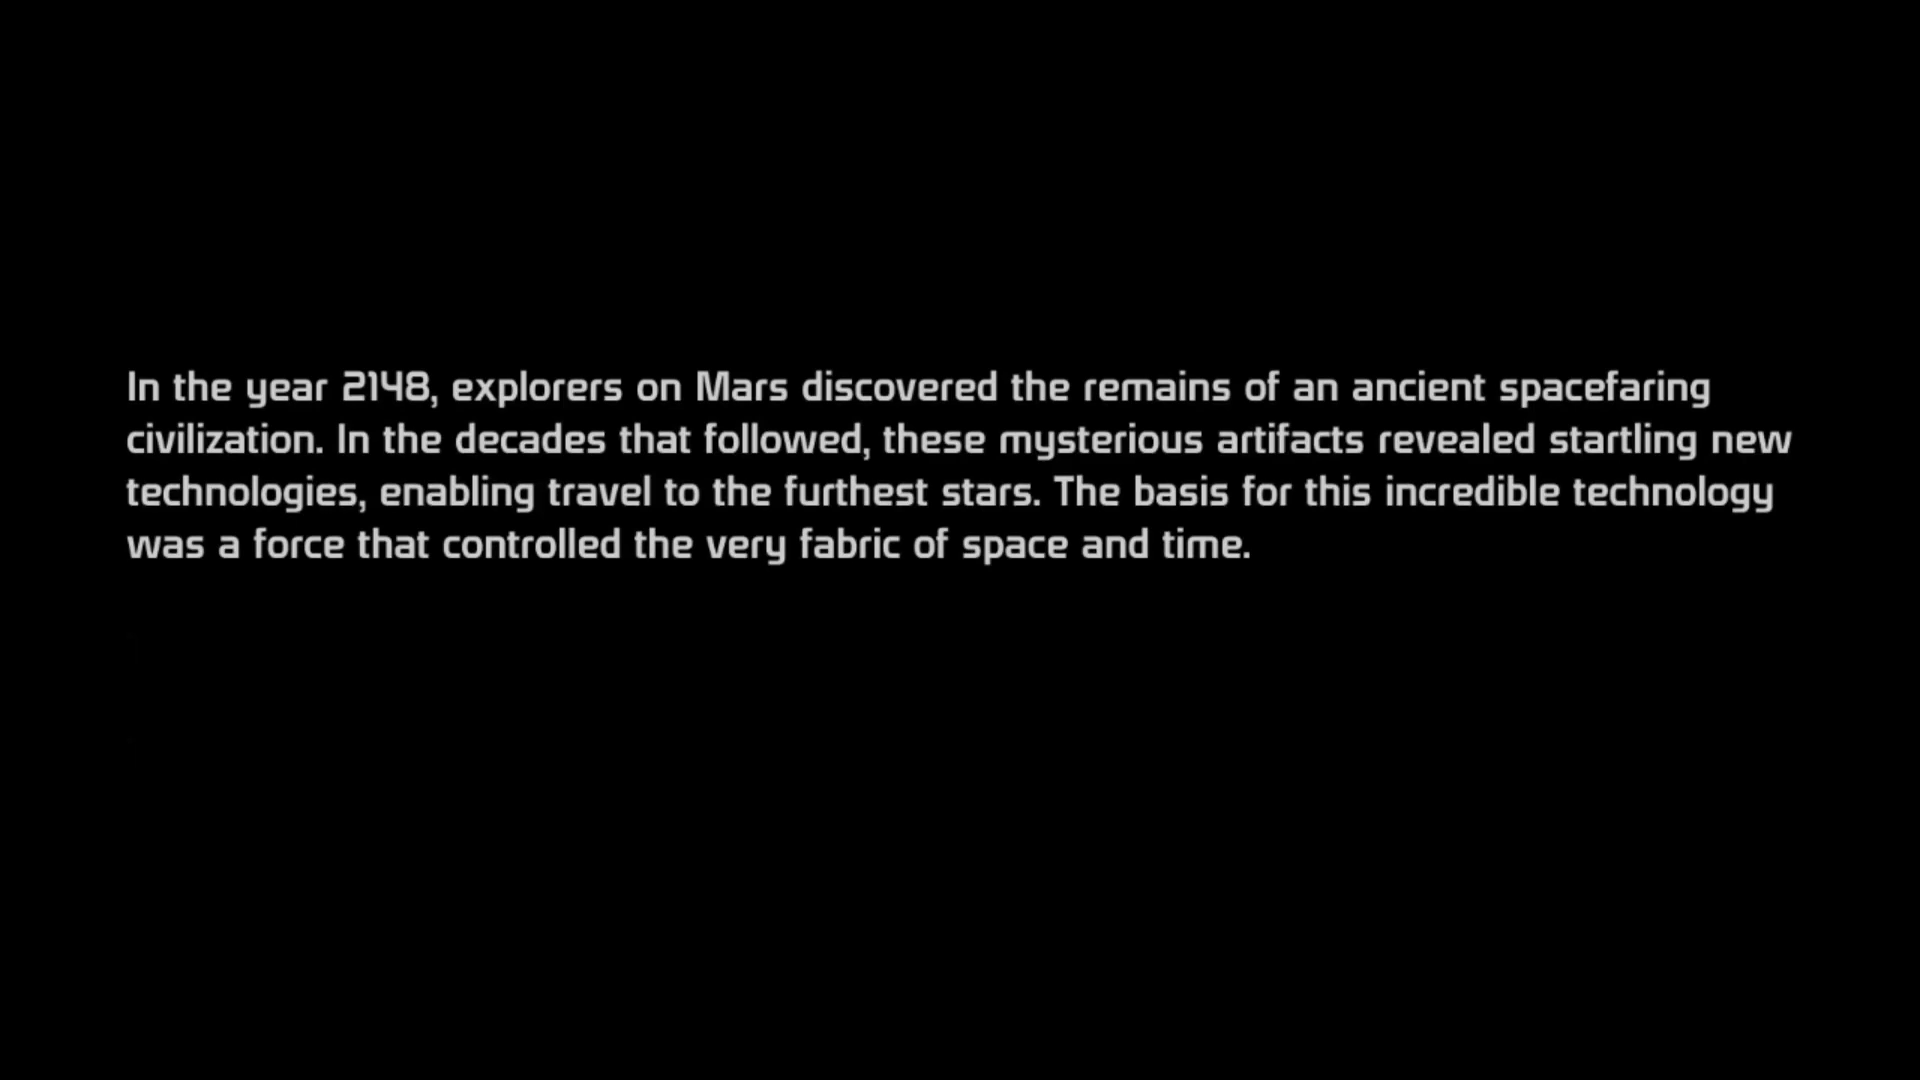 In the year 2148, explorers on Mars discovered the remains of an ancient spacefaring
civilization. In the decades that followed, these mysterious artifacts revealed startling new
technologies, enabling travel to the furthest stars. The basis for this incredible technology
was a force that controlled the very fabric of space and time.